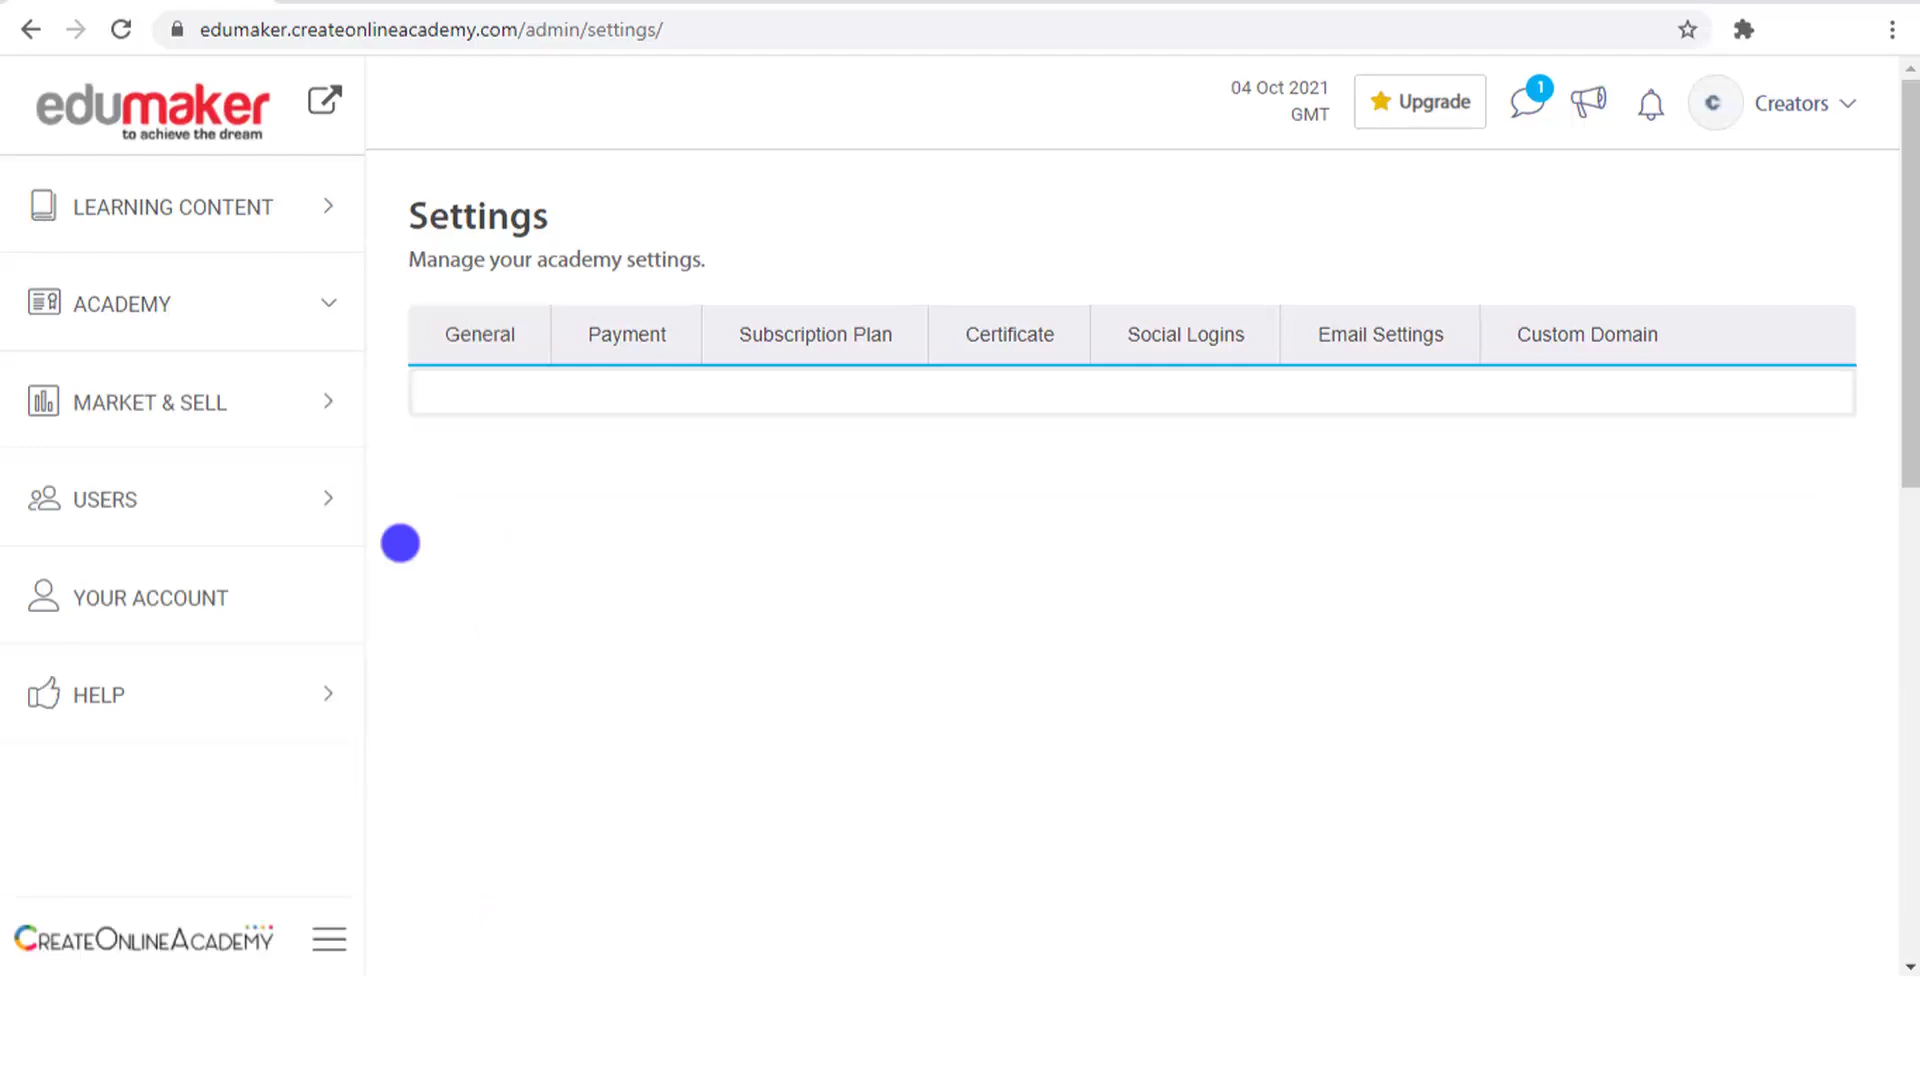 edumaker.createonlineacademy.com/admin/settings/
edumaker
to achieve the dream
04 Oct 2021
GMT
Upgrade
1
C
Creators
LEARNING CONTENT
ACADEMY
MARKET & SELL
USERS
YOUR ACCOUNT
HELP
CREATEONLINEACADEMY
Settings
Manage your academy settings.
General
Payment
Subscription Plan
Certificate
Social Logins
Email Settings
Custom Domain